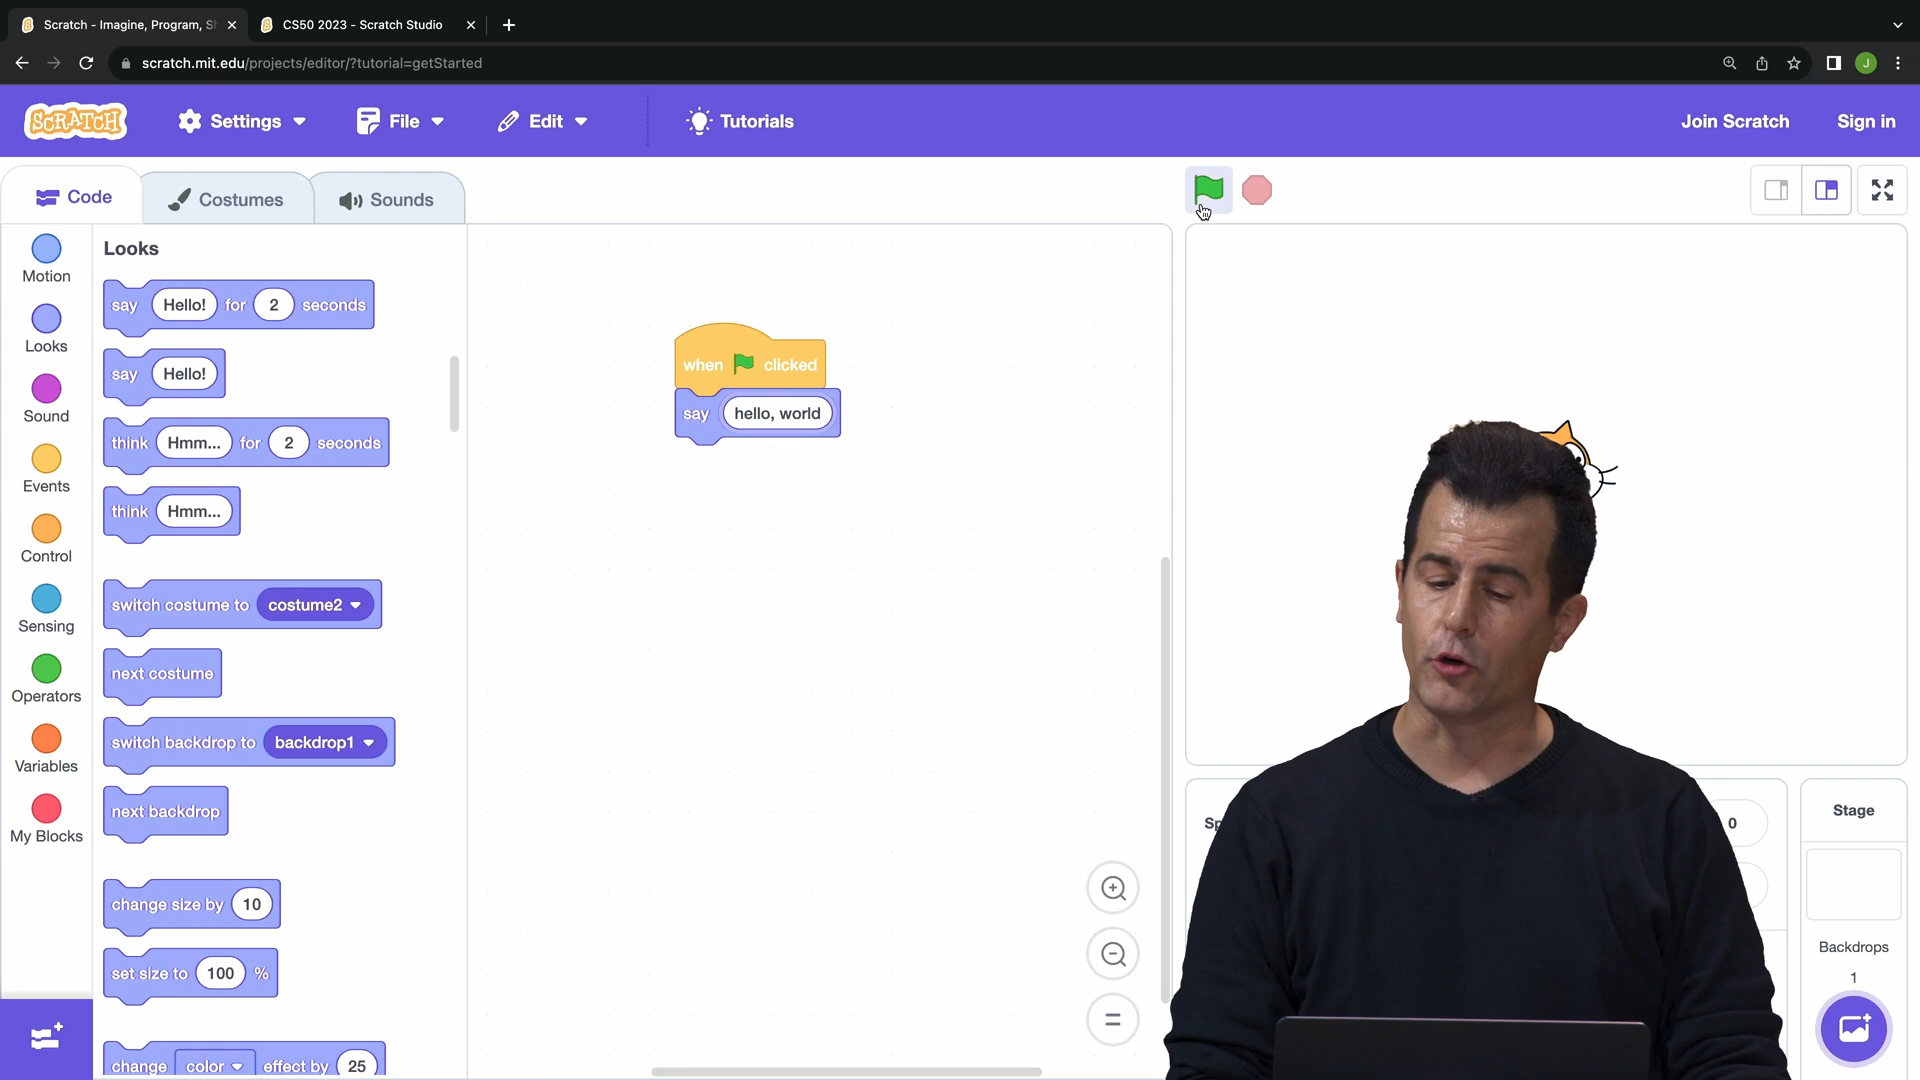 Scratch - Imagine, Program, S
CS50 2023 - Scratch Studio
scratch.mit.edu/projects/editor/?tutorial=getStarted
J
SCRATCH
Settings
File
Edit
Tutorials
Join Scratch
Sign in
Code
Costumes
Sounds
Motion
Looks
Sound
Events
Control
Sensing
Operators
Variables
My Blocks
Looks
say Hello! for 2 seconds
say Hello!
think Hmm... for 2 seconds
think Hmm...
switch costume to costume2
next costume
switch backdrop to backdrop1
next backdrop
change size by 10
set size to 100 %
change color effect by 25
when clicked
say hello, world
Sp
0
Stage
Backdrops
1